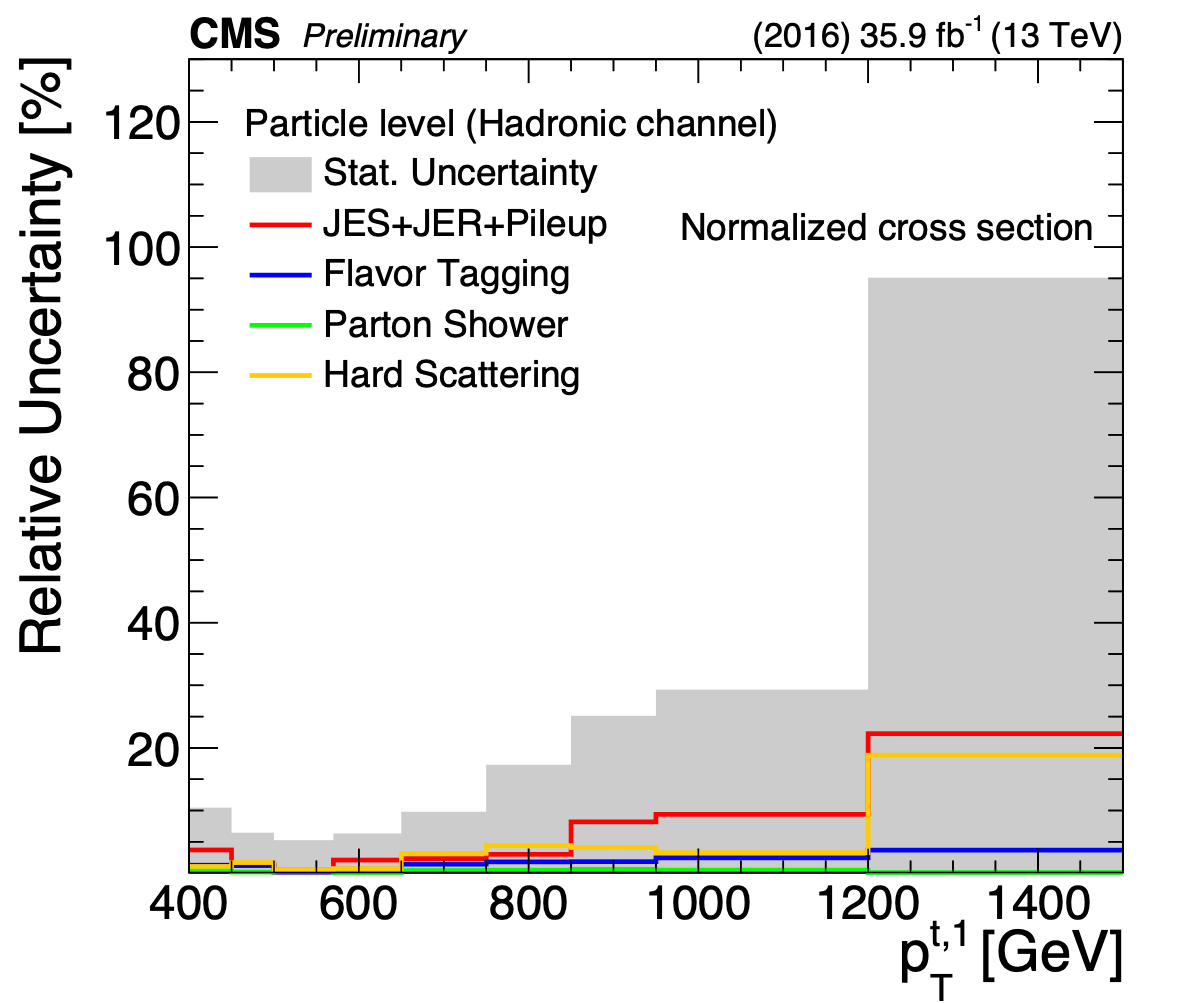 CMS Preliminary (2016) 35.9 fb⁻¹ (13 TeV)
Relative Uncertainty [%]
120
100
80
60
40
20
Particle level (Hadronic channel)
Stat. Uncertainty
JES+JER+Pileup
Flavor Tagging
Parton Shower
Hard Scattering
Normalized cross section
400 600 800 1000 1200 1400
p_T^{t,1} [GeV]